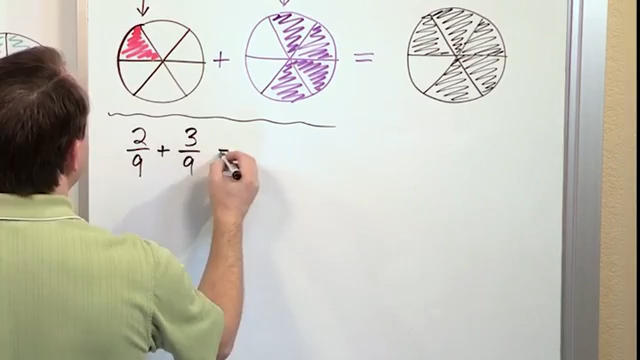 + =
2/9 + 3/9 =